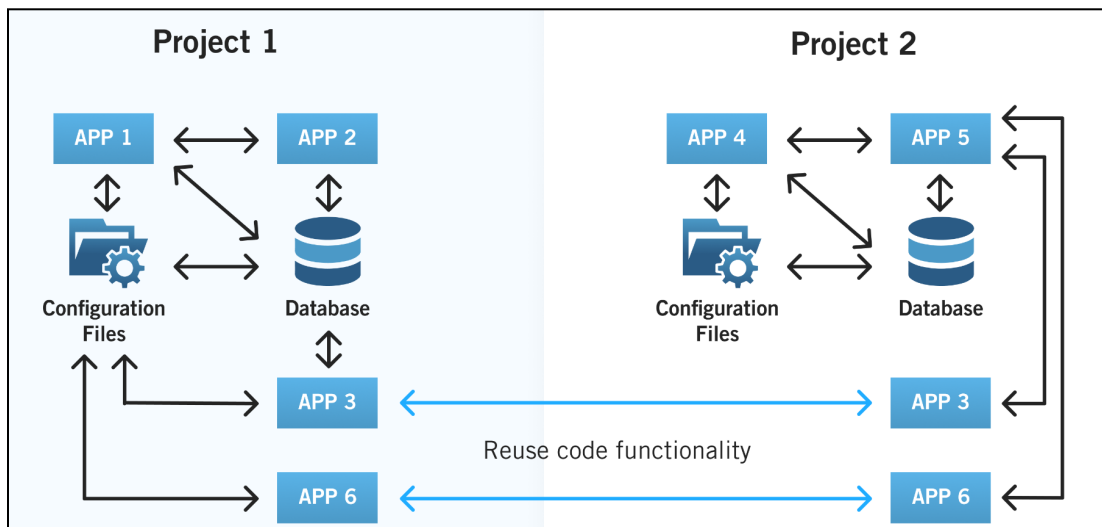 Project 1
Project 2
APP 1
APP 2
APP 4
APP 5
Configuration
Files
Database
Configuration
Files
Database
APP 3
APP 3
Reuse code functionality
APP 6
APP 6